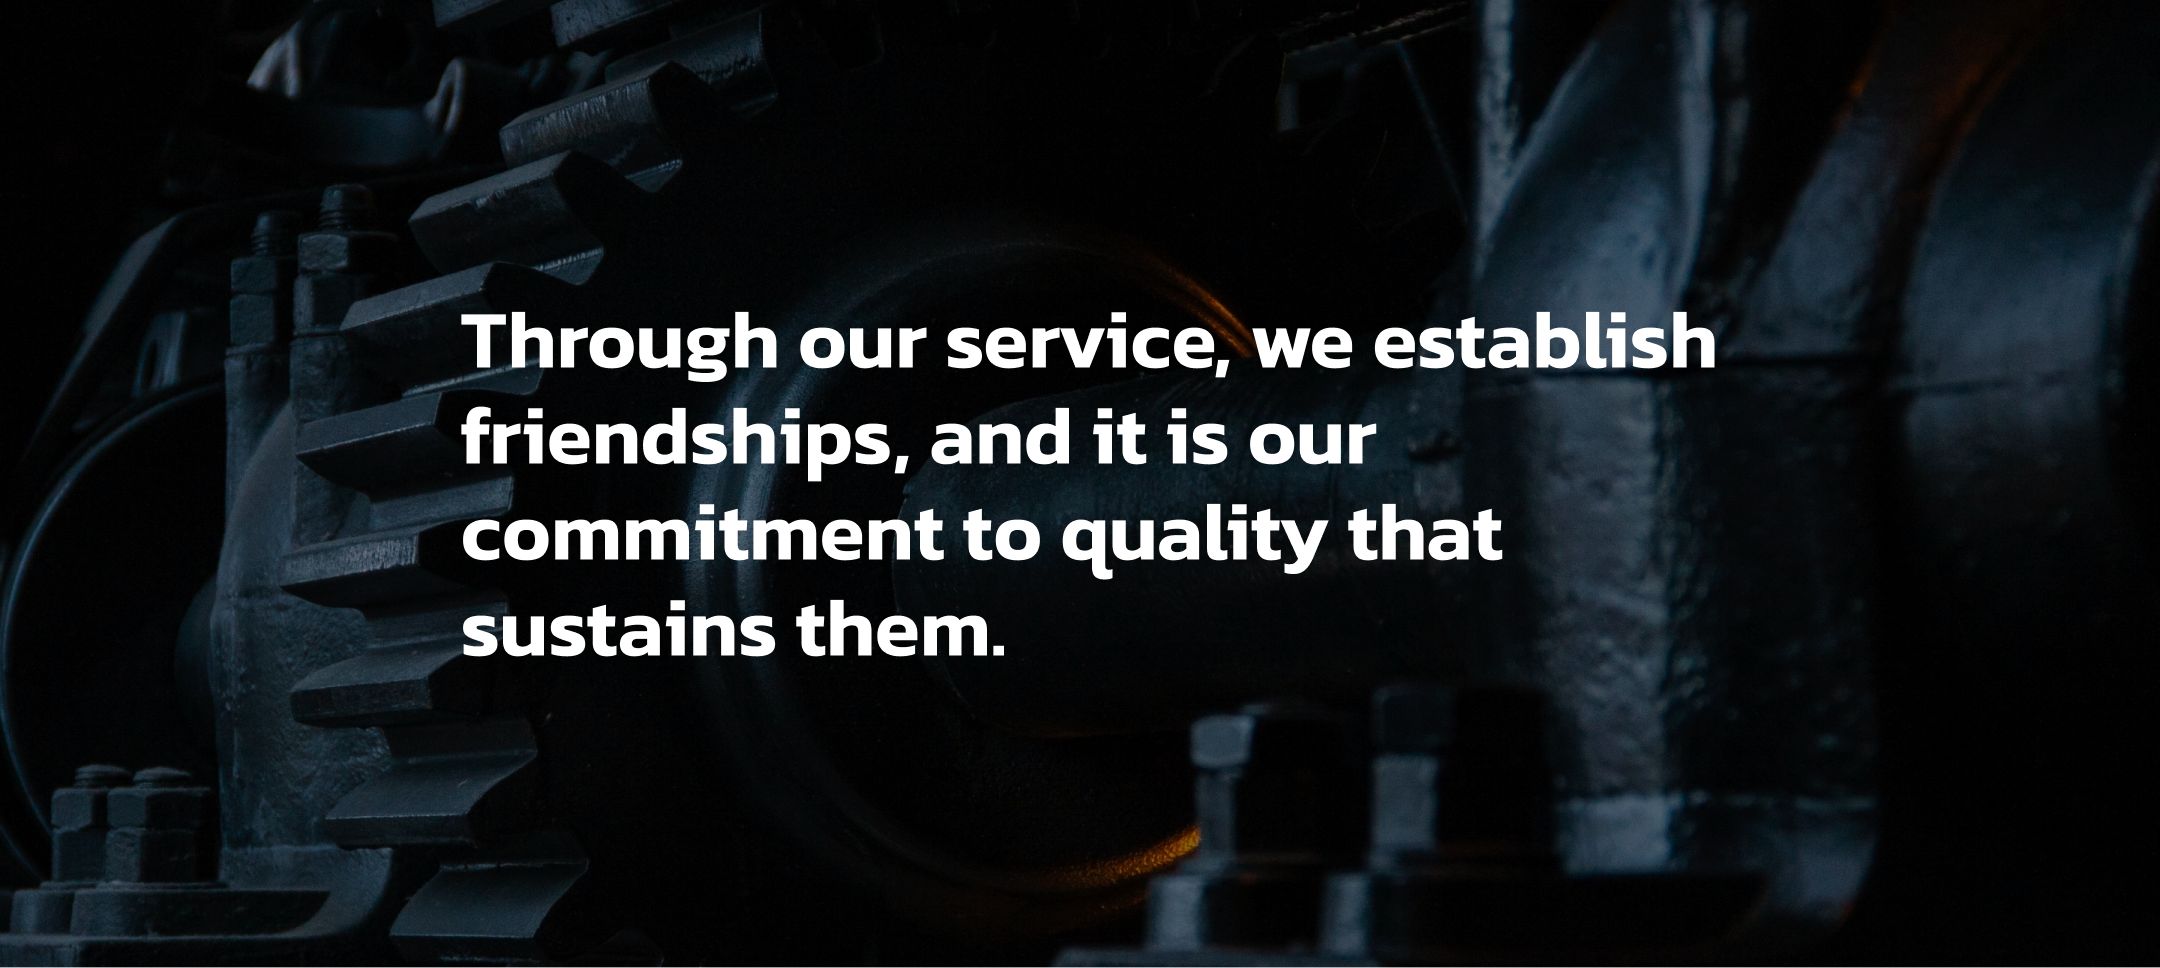 Through our service, we establish
friendships, and it is our
commitment to quality that
sustains them.